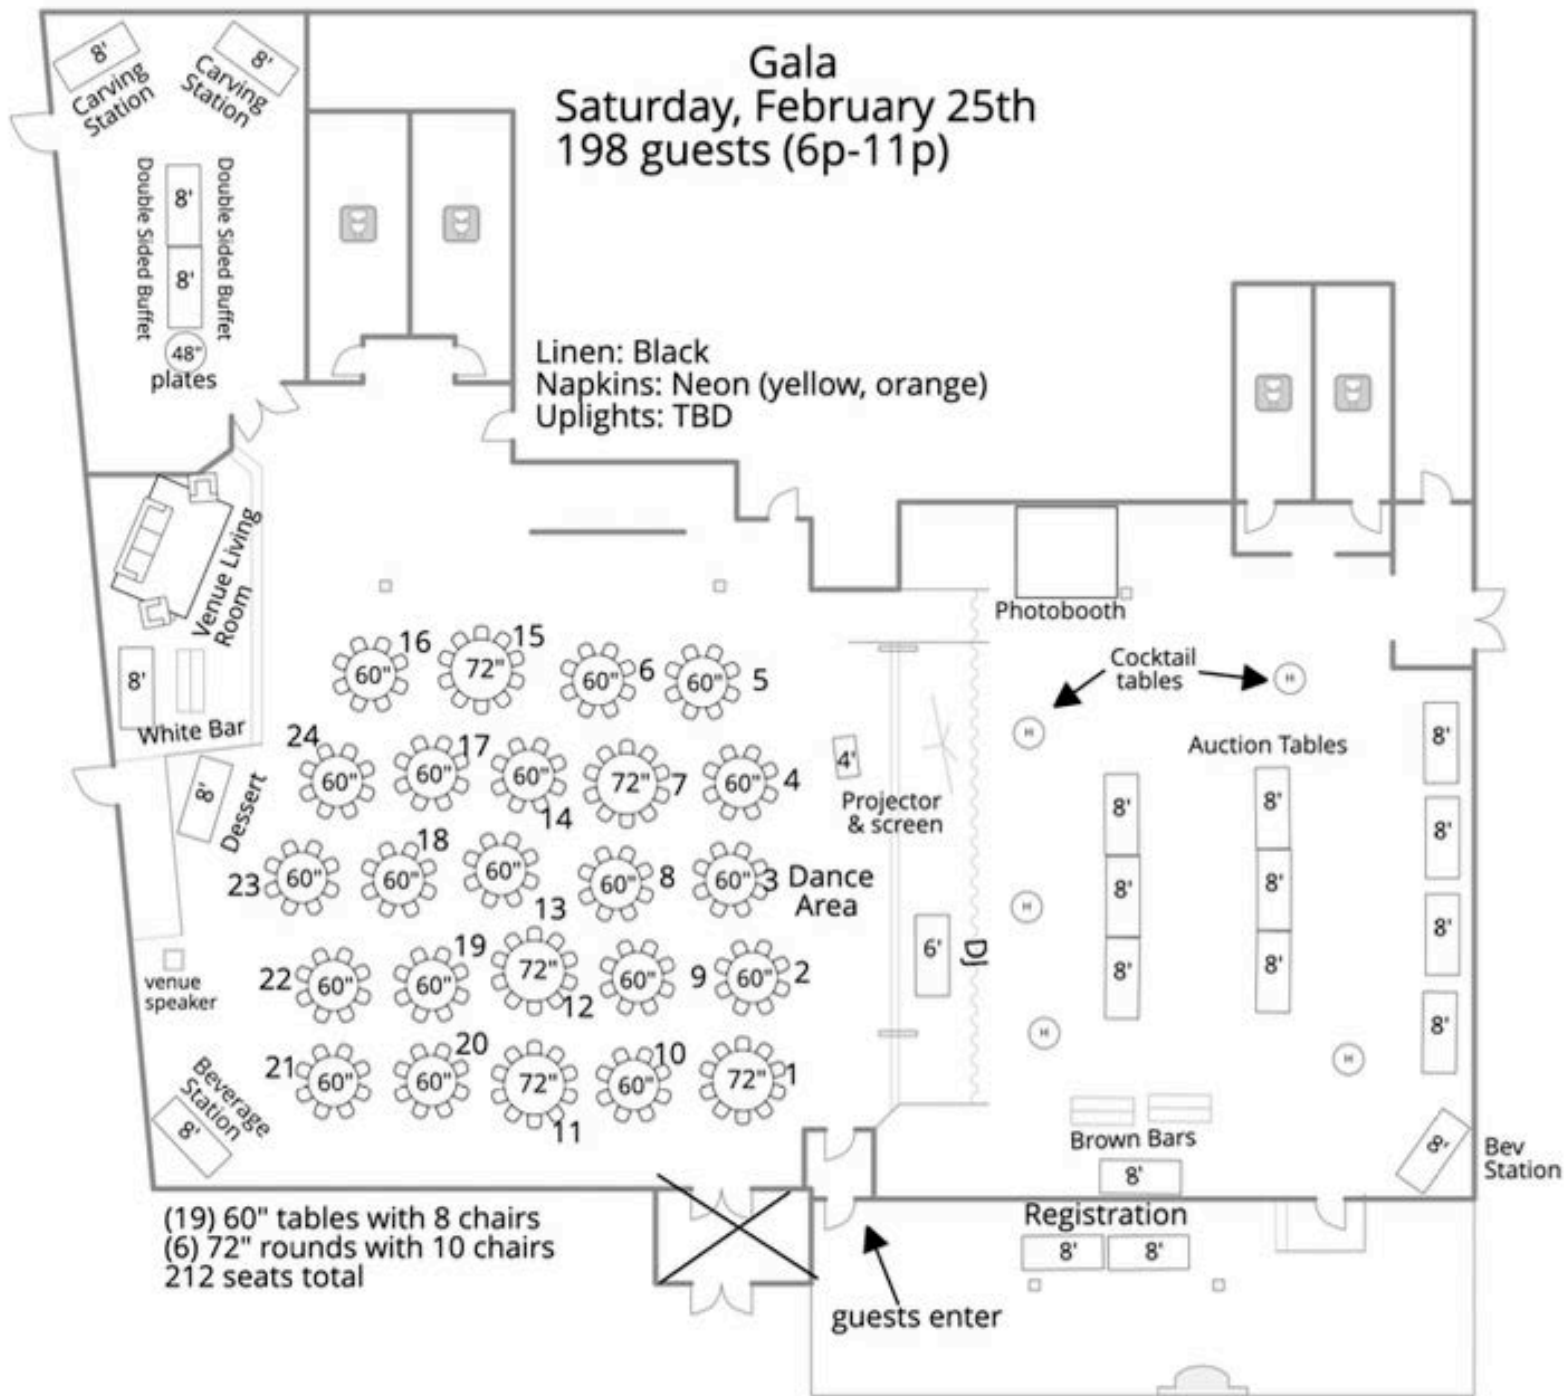 Gala
Saturday, February 25th
198 guests (6p-11p)
8'
Carving
Station
8'
Carving
Station
Double Sided Buffet
8'
8'
Double Sided Buffet
48"
plates
Linen: Black
Napkins: Neon (yellow, orange)
Uplights: TBD
Venue Living
Room
8'
White Bar
8'
Dessert
venue
speaker
Beverage
Station
8'
60" 16
72" 15
60" 6
60" 5
24 60"
60" 17
60" 14
72" 7
60" 4
23 60"
60" 18
60" 13
60" 8
60" 3
22 60"
60" 19
72" 12
60" 9
60" 2
21 60"
60" 20
72" 11
60" 10
72" 1
4'
Projector
& screen
Dance
Area
6'
DJ
Photobooth
Cocktail
tables
H
H
H
H
H
Auction Tables
8'
8'
8'
8'
8'
8'
8'
8'
8'
8'
Brown Bars
8'
8'
Bev
Station
Registration
8'
8'
guests enter
(19) 60" tables with 8 chairs
(6) 72" rounds with 10 chairs
212 seats total